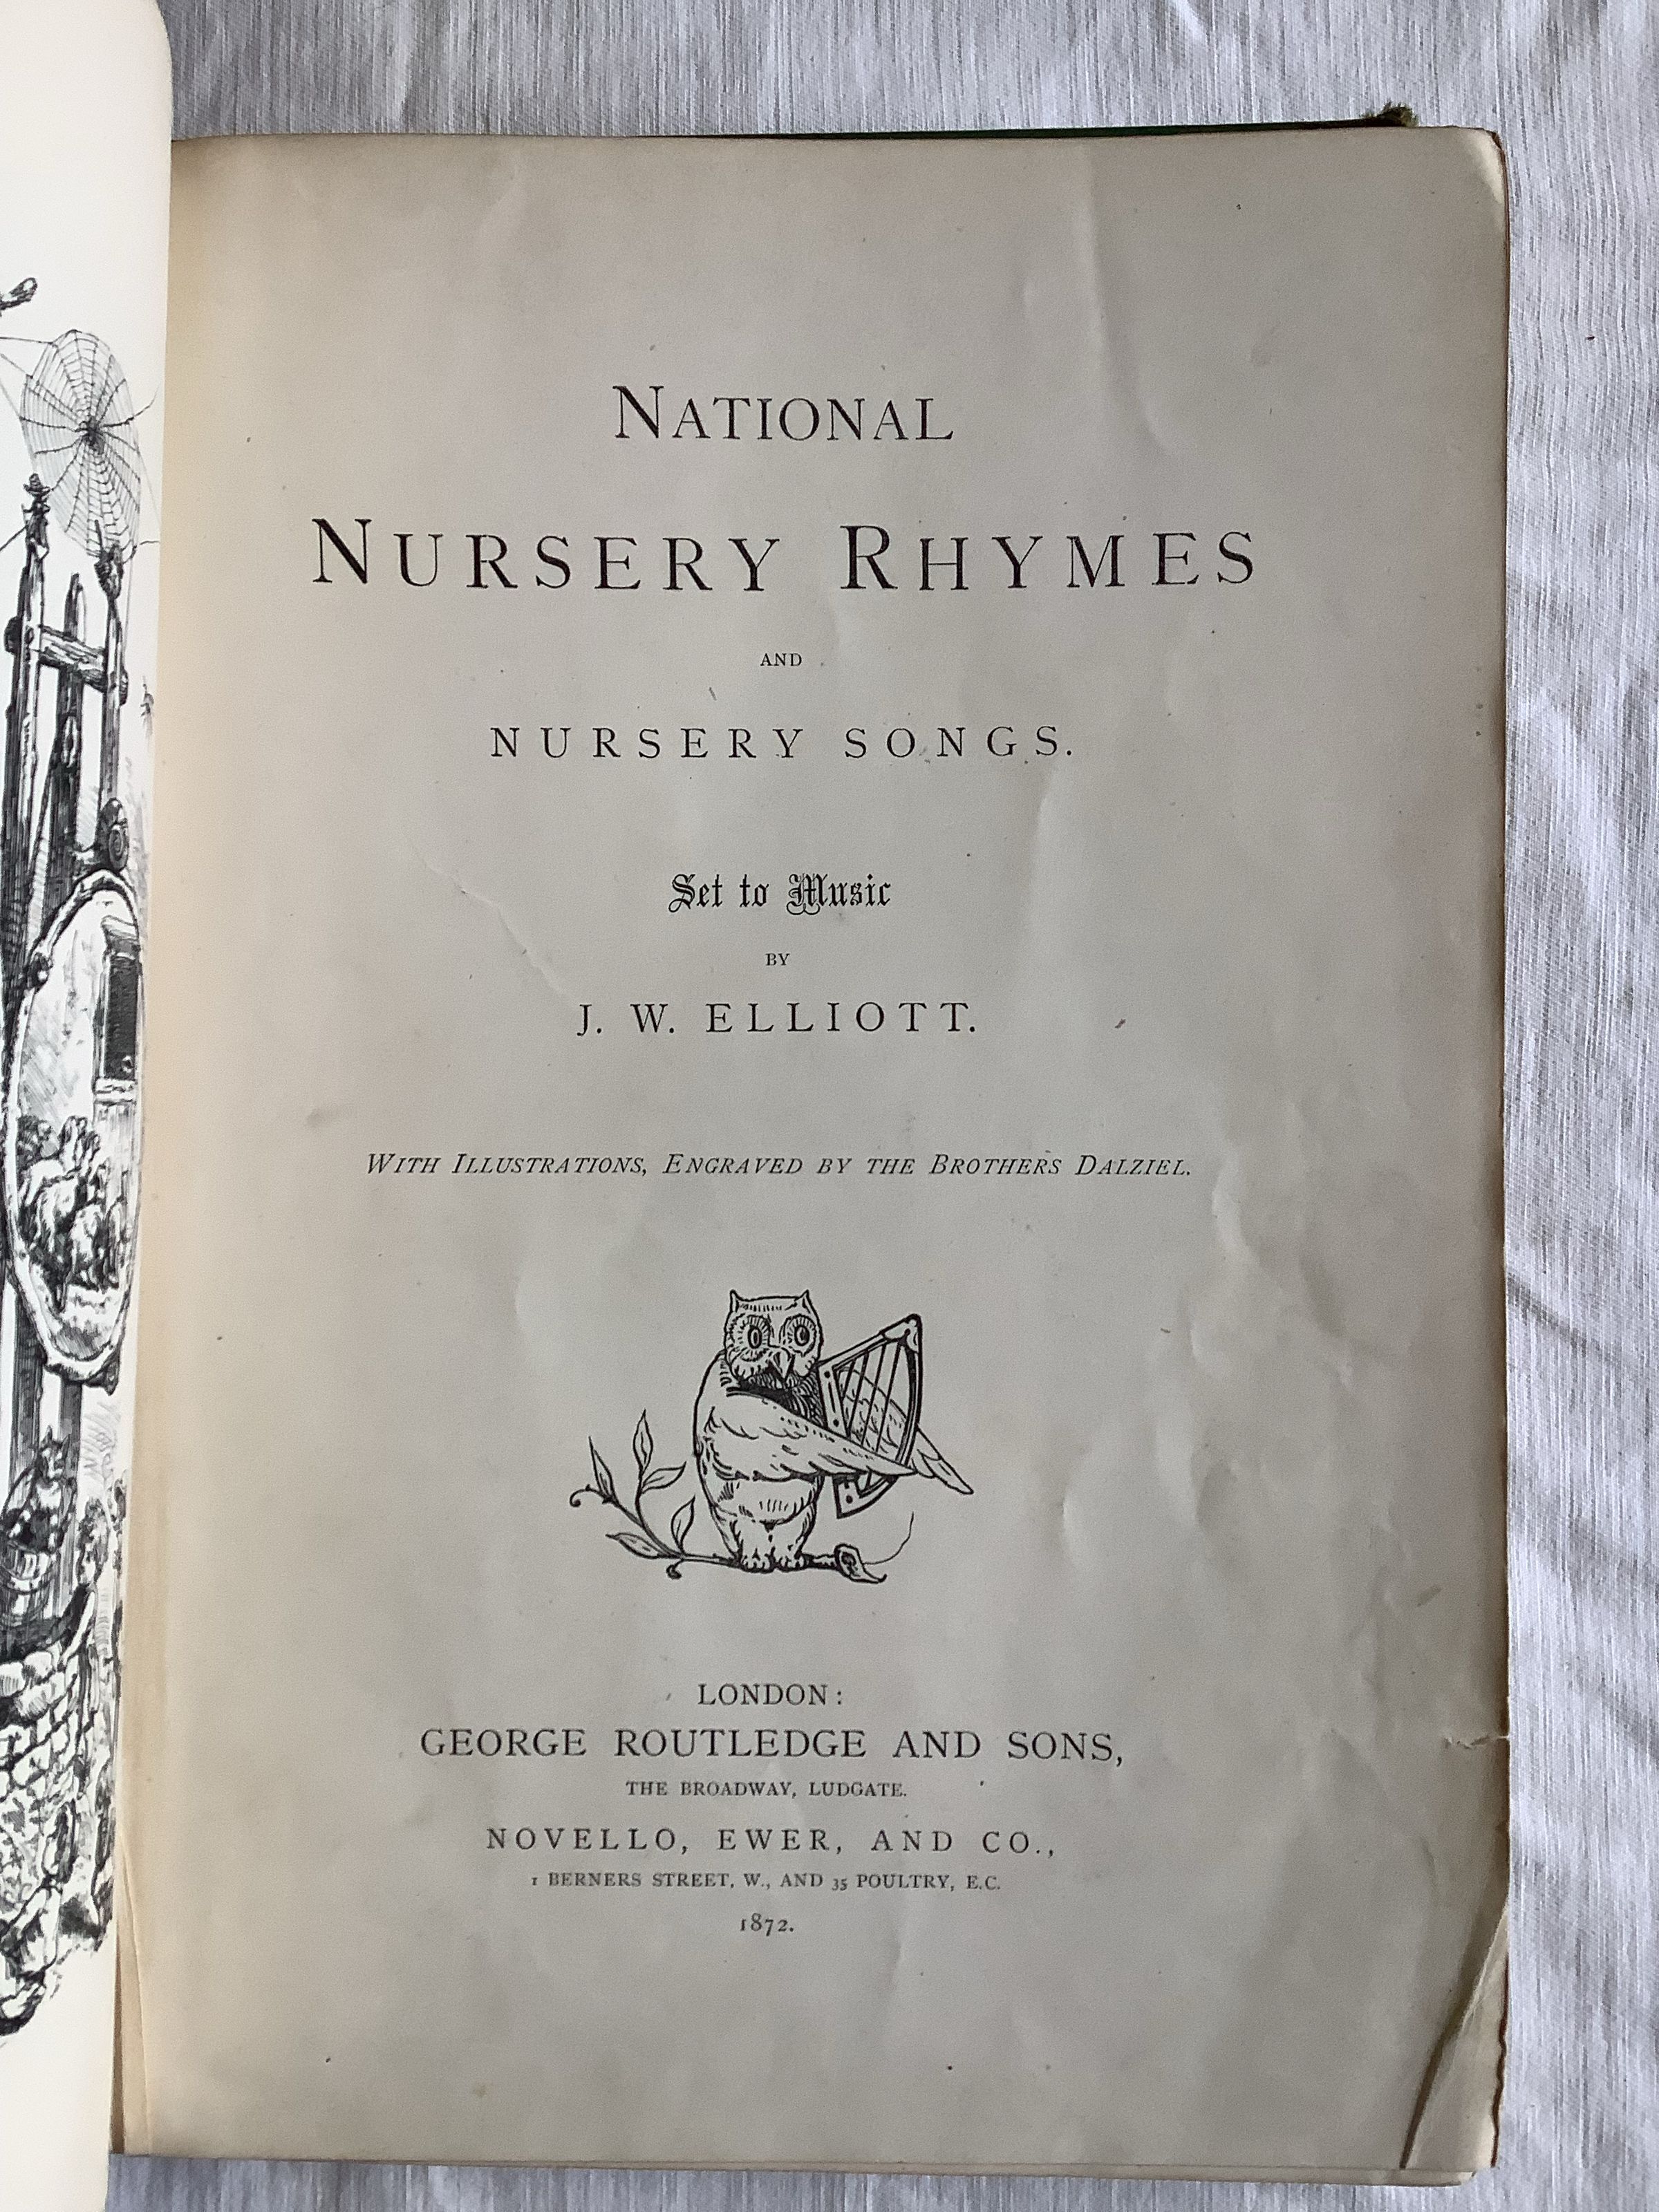 NATIONAL
NURSERY RHYMES
AND
NURSERY SONGS.
Set to Music
BY
J. W. ELLIOTT.
WITH ILLUSTRATIONS, ENGRAVED BY THE BROTHERS DALZIEL.
LONDON:
GEORGE ROUTLEDGE AND SONS,
THE BROADWAY, LUDGATE.
NOVELLO, EWER, AND CO.,
1 BERNERS STREET, W., AND 35 POULTRY, E.C.
1872.